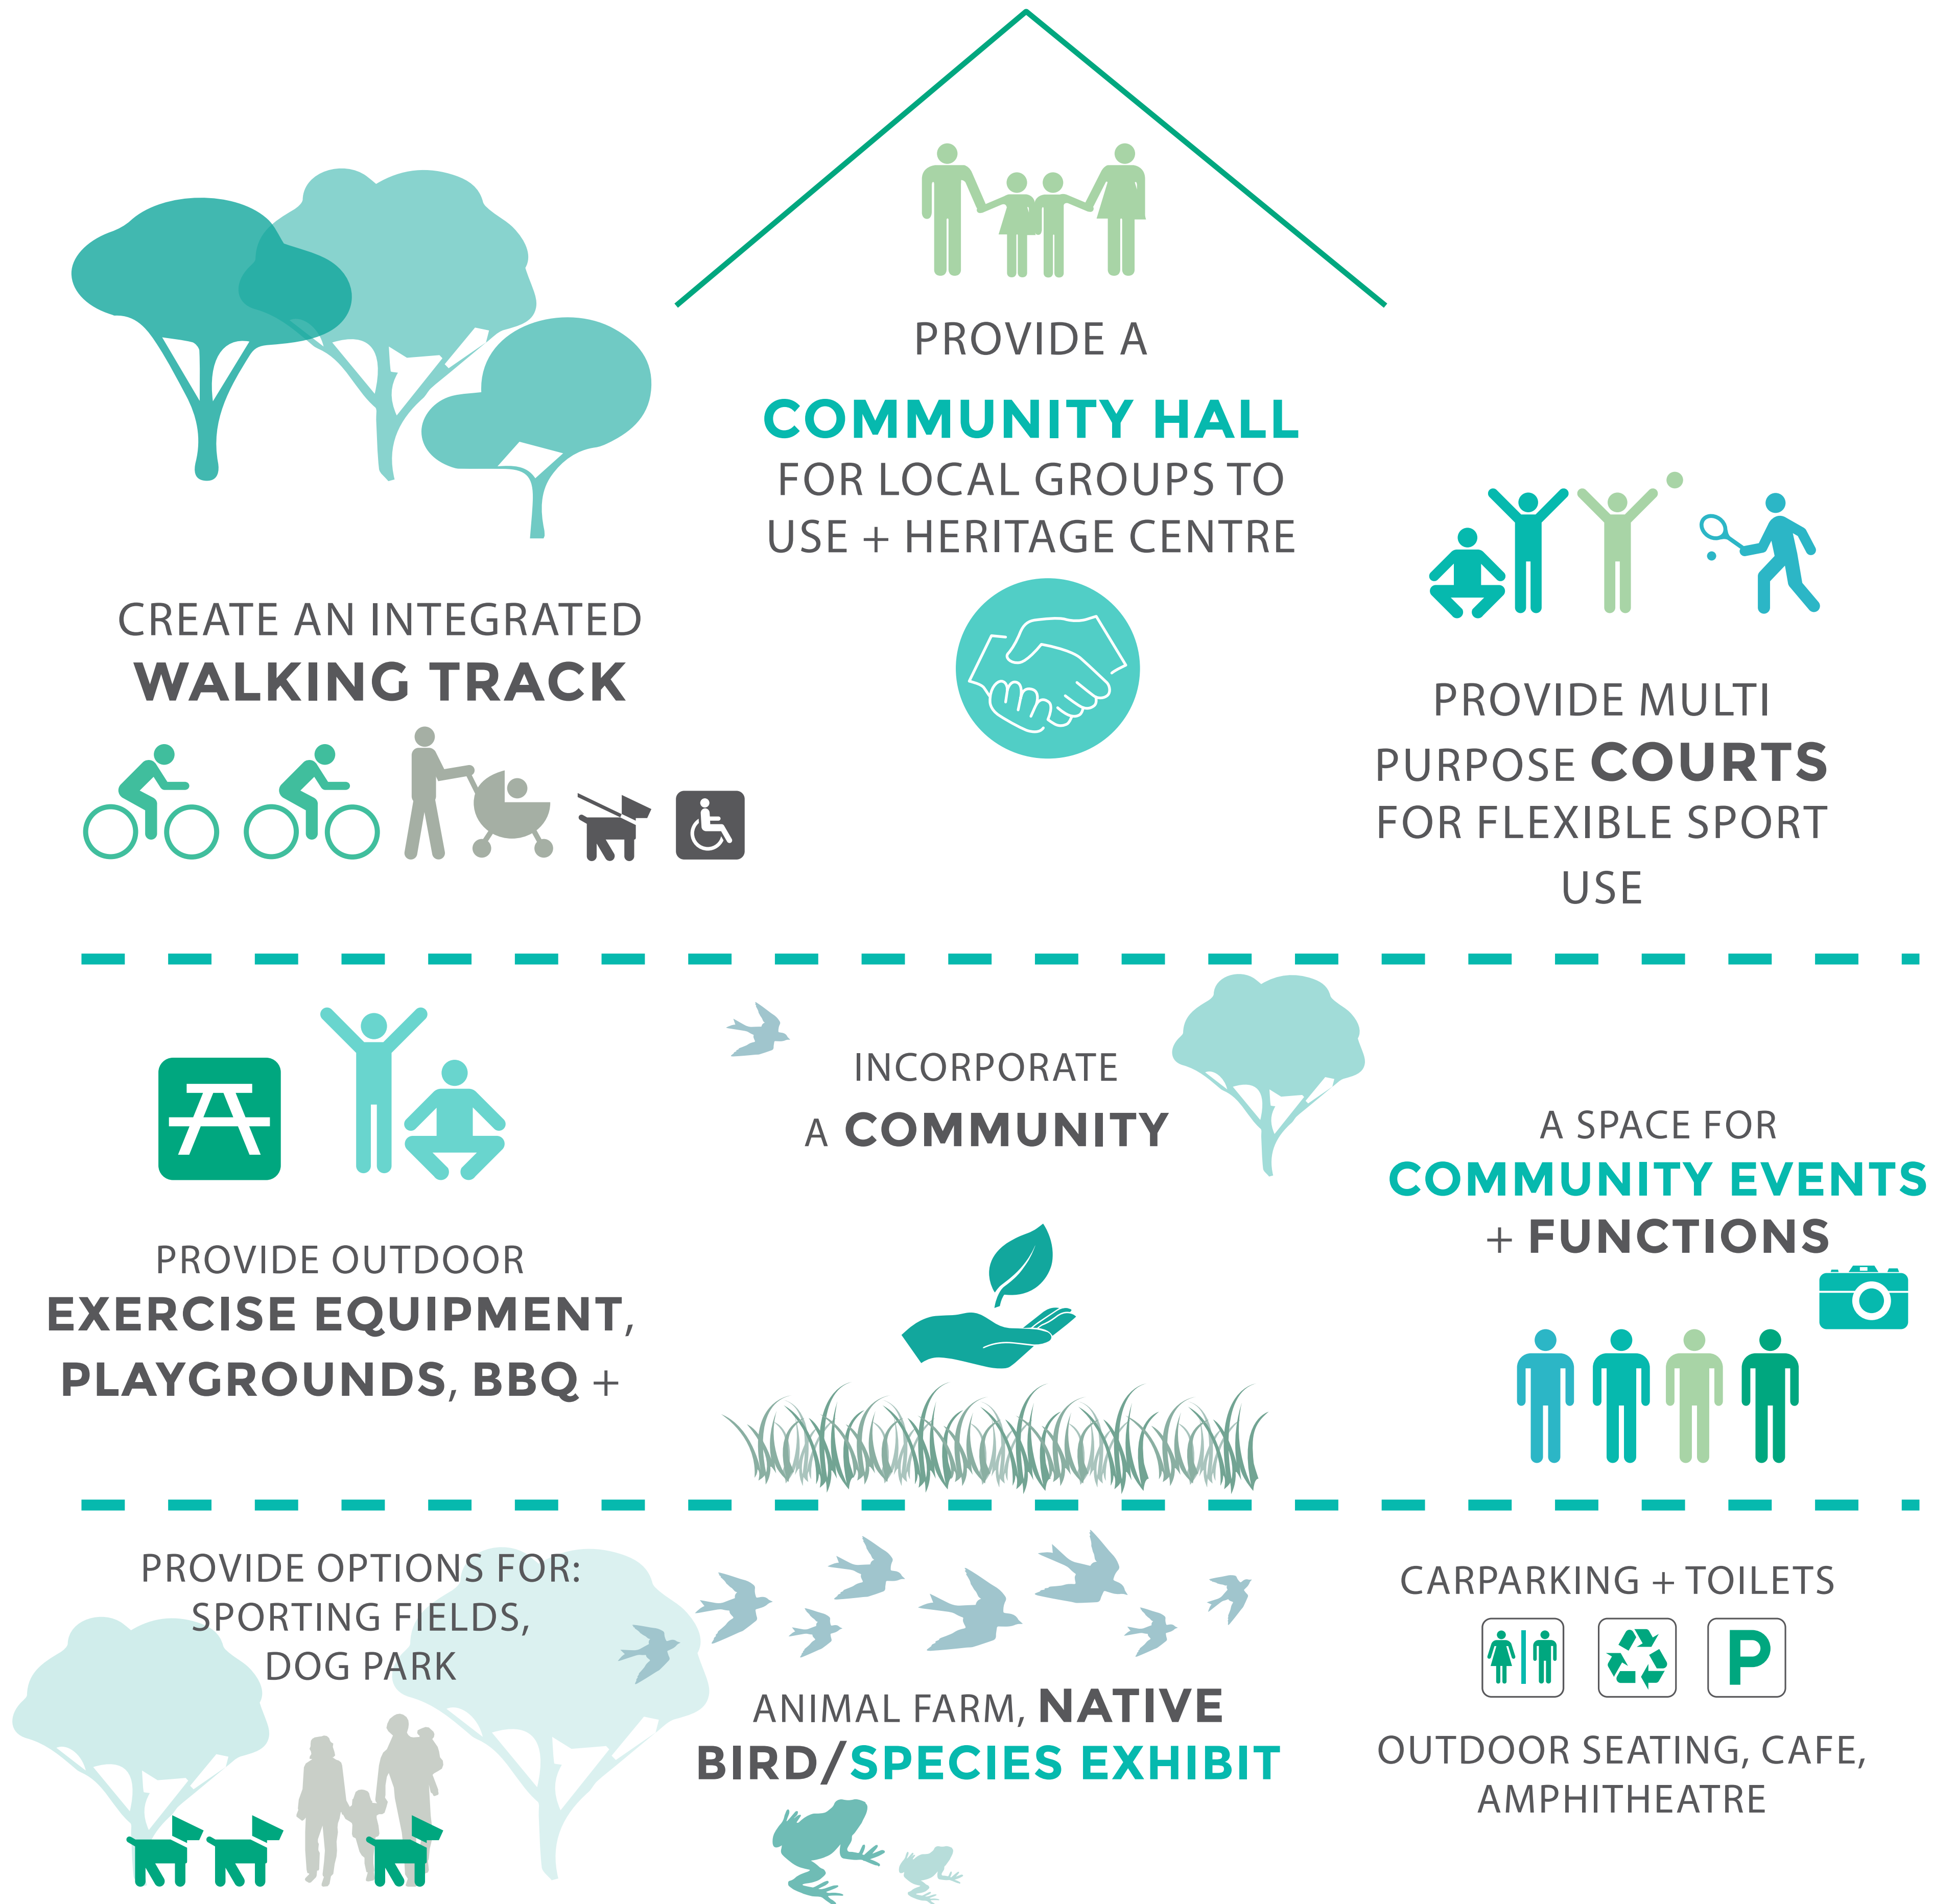 PROVIDE A
COMMUNITY HALL
FOR LOCAL GROUPS TO
USE + HERITAGE CENTRE
CREATE AN INTEGRATED
WALKING TRACK
PROVIDE MULTI
PURPOSE COURTS
FOR FLEXIBLE SPORT
USE
PROVIDE OUTDOOR
EXERCISE EQUIPMENT,
PLAYGROUNDS, BBQ +
INCORPORATE
A COMMUNITY
A SPACE FOR
COMMUNITY EVENTS
+ FUNCTIONS
PROVIDE OPTIONS FOR:
SPORTING FIELDS,
DOG PARK
ANIMAL FARM, NATIVE
BIRD/SPECIES EXHIBIT
CARPARKING + TOILETS
P
OUTDOOR SEATING, CAFE,
AMPHITHEATRE